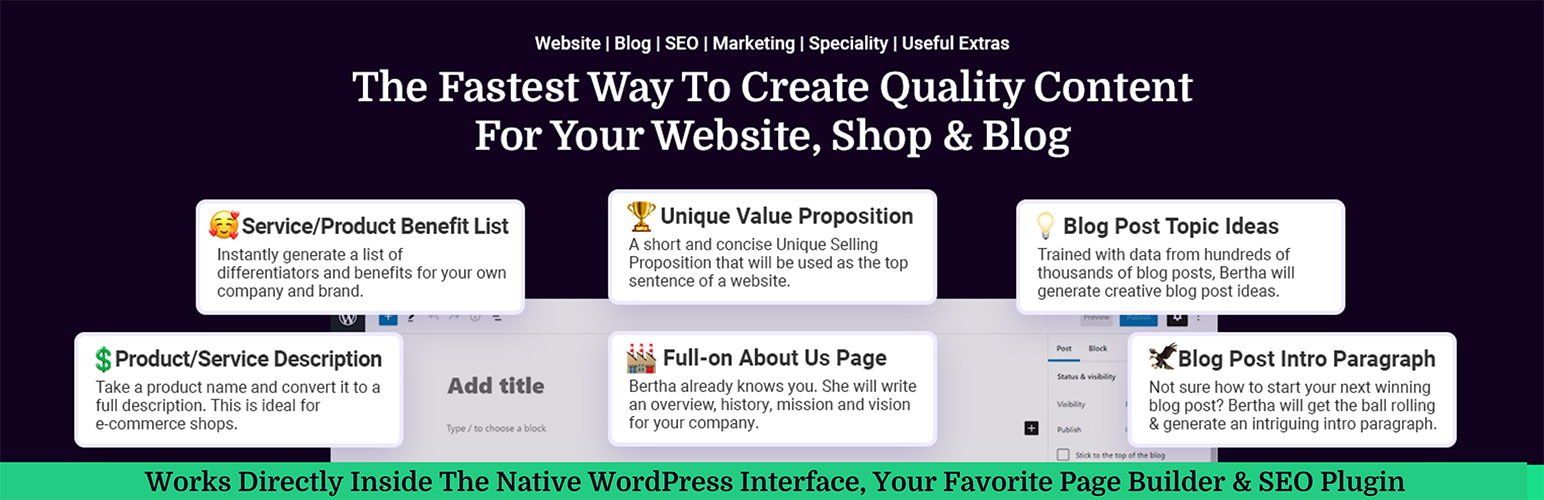 Website | Blog | SEO | Marketing | Speciality | Useful Extras
The Fastest Way To Create Quality Content
For Your Website, Shop & Blog
Service/Product Benefit List
Instantly generate a list of
differentiators and benefits for your own
company and brand.
Unique Value Proposition
A short and concise Unique Selling
Proposition that will be used as the top
sentence of a website.
Blog Post Topic Ideas
Trained with data from hundreds of
thousands of blog posts, Bertha will
generate creative blog post ideas.
Preview
Publish
Product/Service Description
Take a product name and convert it to a
full description. This is ideal for
e-commerce shops.
Add title
Type / to choose a block
Full-on About Us Page
Bertha already knows you. She will write
an overview, history, mission and vision
for your company.
Post Block
Status & visibility
Visibility
Publish
Stick to the top of the blog
Blog Post Intro Paragraph
Not sure how to start your next winning
blog post? Bertha will get the ball rolling
& generate an intriguing intro paragraph.
Works Directly Inside The Native WordPress Interface, Your Favorite Page Builder & SEO Plugin